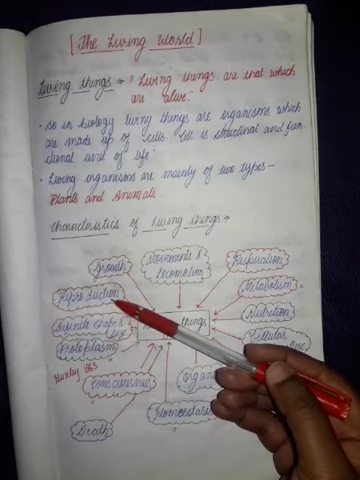 [ The Living World ]
Living things ⇒ "Living things are that which
are alive."
• So in biology living things are organisms which
are made up of cells. Cell is structural and fun-
ctional unit of life"
• Living organisms are mainly of two types-
Plants and Animals.
Characteristics of Living things ⇒
Movements &
Locomotion
Growth
Respiration
Reproduction
Metabolism
Definite shape &
size
things
Nutrition
Protoplasm
Cellular
Huxley 1863
Consciousness
Organi
Homoeostasis
Death